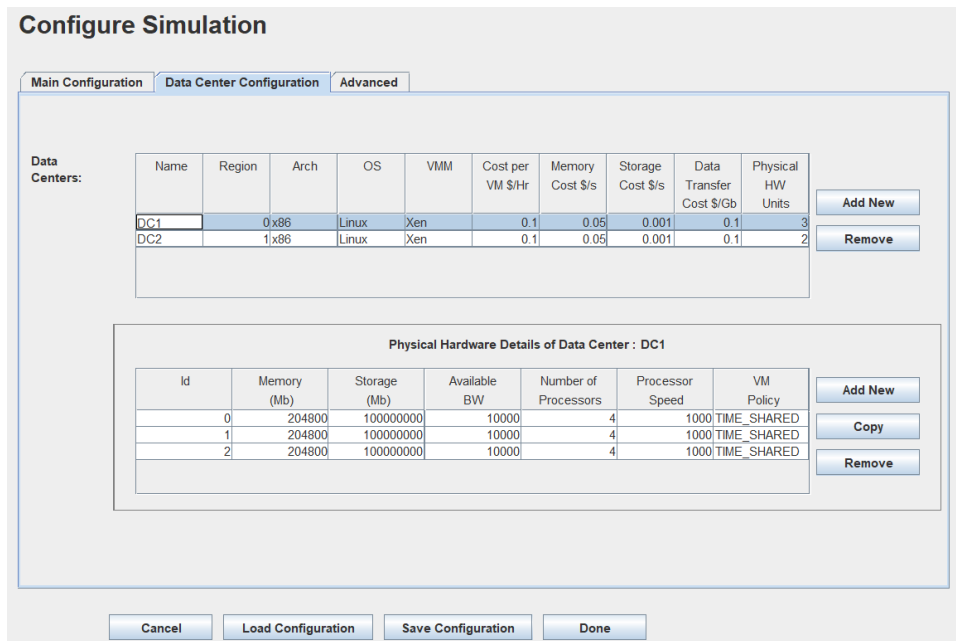 Configure Simulation
Main Configuration Data Center Configuration Advanced
Data Centers:
Name Region Arch OS VMM Cost per VM $/Hr Memory Cost $/s Storage Cost $/s Data Transfer Cost $/Gb Physical HW Units
DC1 0 x86 Linux Xen 0.1 0.05 0.001 0.1 3
DC2 1 x86 Linux Xen 0.1 0.05 0.001 0.1 2
Add New
Remove
Physical Hardware Details of Data Center : DC1
Id Memory (Mb) Storage (Mb) Available BW Number of Processors Processor Speed VM Policy
0 204800 100000000 10000 4 1000 TIME_SHARED
1 204800 100000000 10000 4 1000 TIME_SHARED
2 204800 100000000 10000 4 1000 TIME_SHARED
Add New
Copy
Remove
Cancel Load Configuration Save Configuration Done